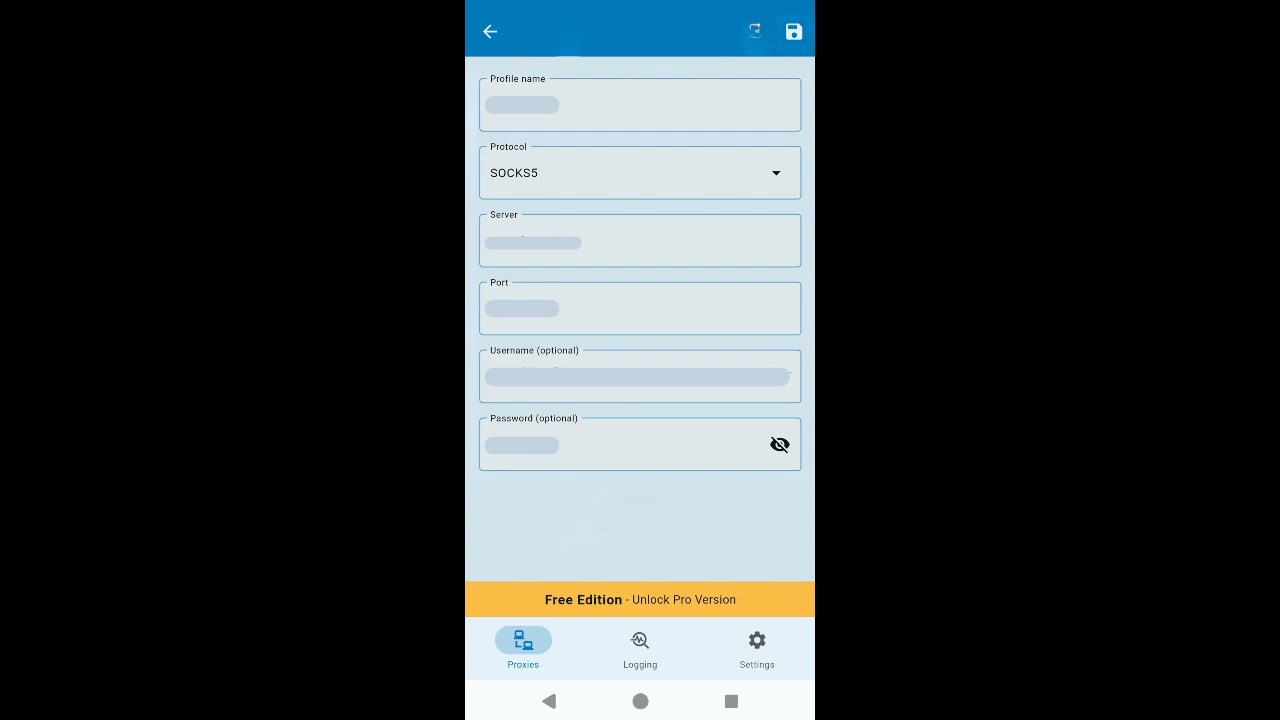 Profile name
Protocol
SOCKS5
Server
Port
Username (optional)
Password (optional)
Free Edition - Unlock Pro Version
Proxies
Logging
Settings